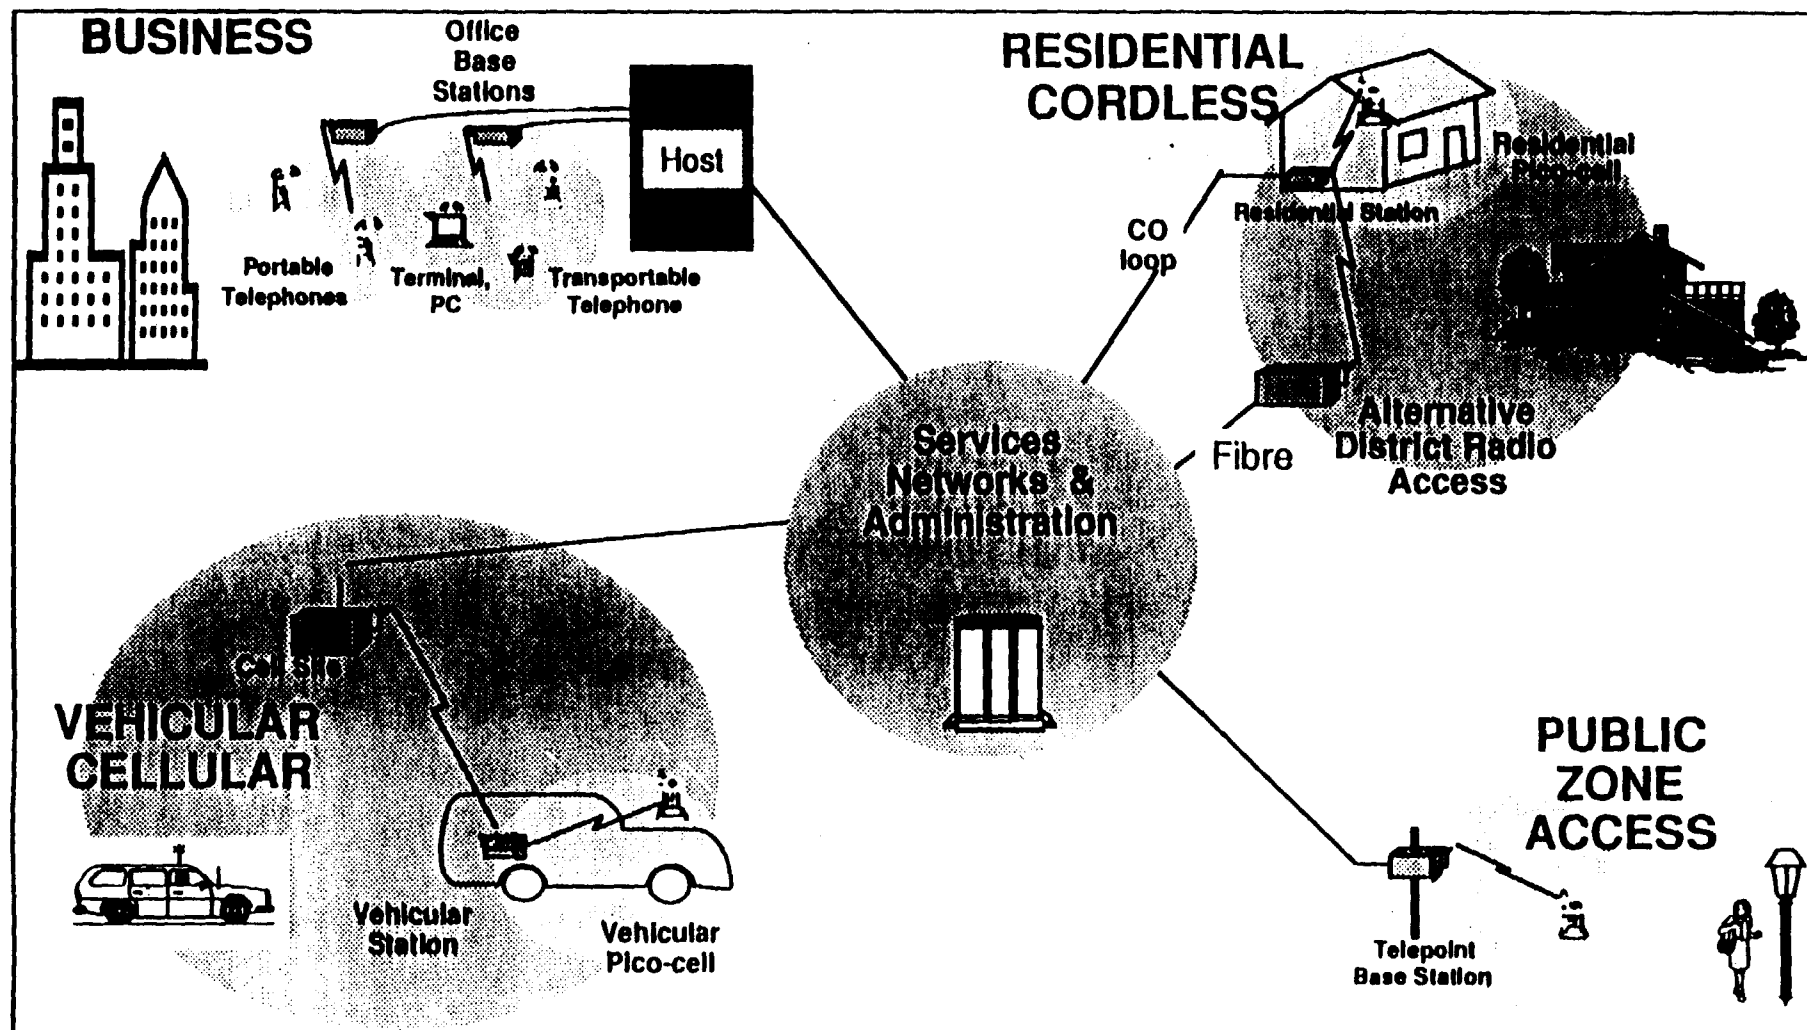 BUSINESS
Office
Base
Stations
Host
Portable
Telephones
Terminal,
PC
Transportable
Telephone
RESIDENTIAL
CORDLESS
Residential
Pico-cell
Residential Station
CO
loop
Fibre
Alternative
District Radio
Access
Services
Networks &
Administration
Cell Site
VEHICULAR
CELLULAR
Vehicular
Station
Vehicular
Pico-cell
PUBLIC
ZONE
ACCESS
Telepoint
Base Station